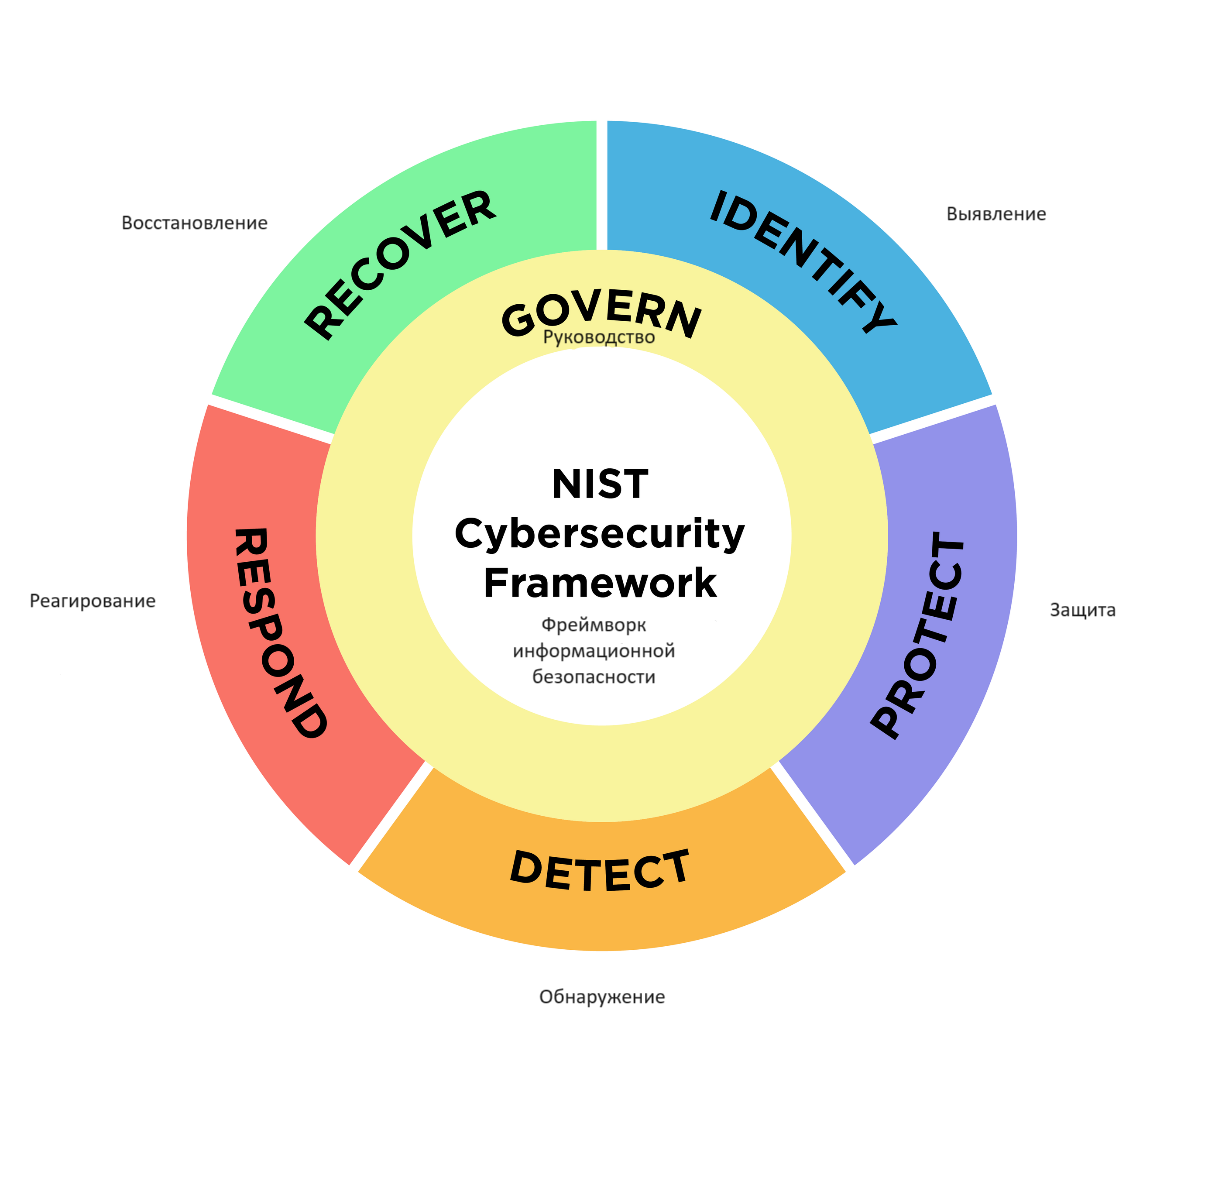 RECOVER
IDENTIFY
Восстановление
Выявление
GOVERN
Руководство
NIST
Cybersecurity
Framework
Фреймворк
информационной
безопасности
RESPOND
PROTECT
Реагирование
Защита
DETECT
Обнаружение